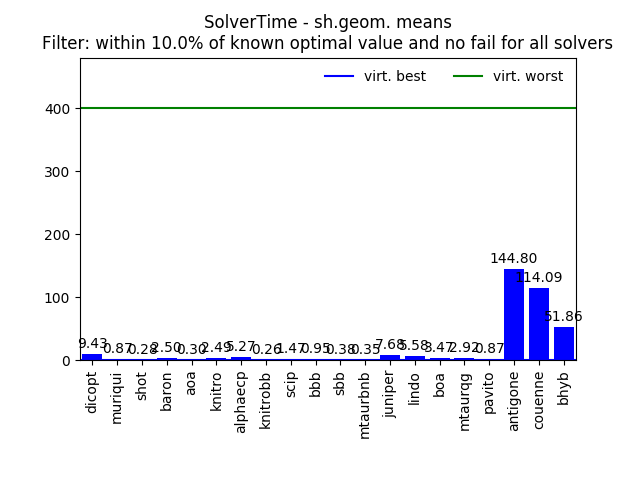 SolverTime - sh.geom. means
Filter: within 10.0% of known optimal value and no fail for all solvers
virt. best
virt. worst
400
300
200
100
0
9.43
0.87
0.28
2.50
0.30
2.49
5.27
0.26
1.47
0.95
0.38
0.35
7.68
5.58
3.47
2.92
0.87
144.80
114.09
51.86
dicopt
muriqui
shot
baron
aoa
knitro
alphaecp
knitrobb
scip
bbb
sbb
mtaurbnb
juniper
lindo
boa
mtaurqg
pavito
antigone
couenne
bhyb